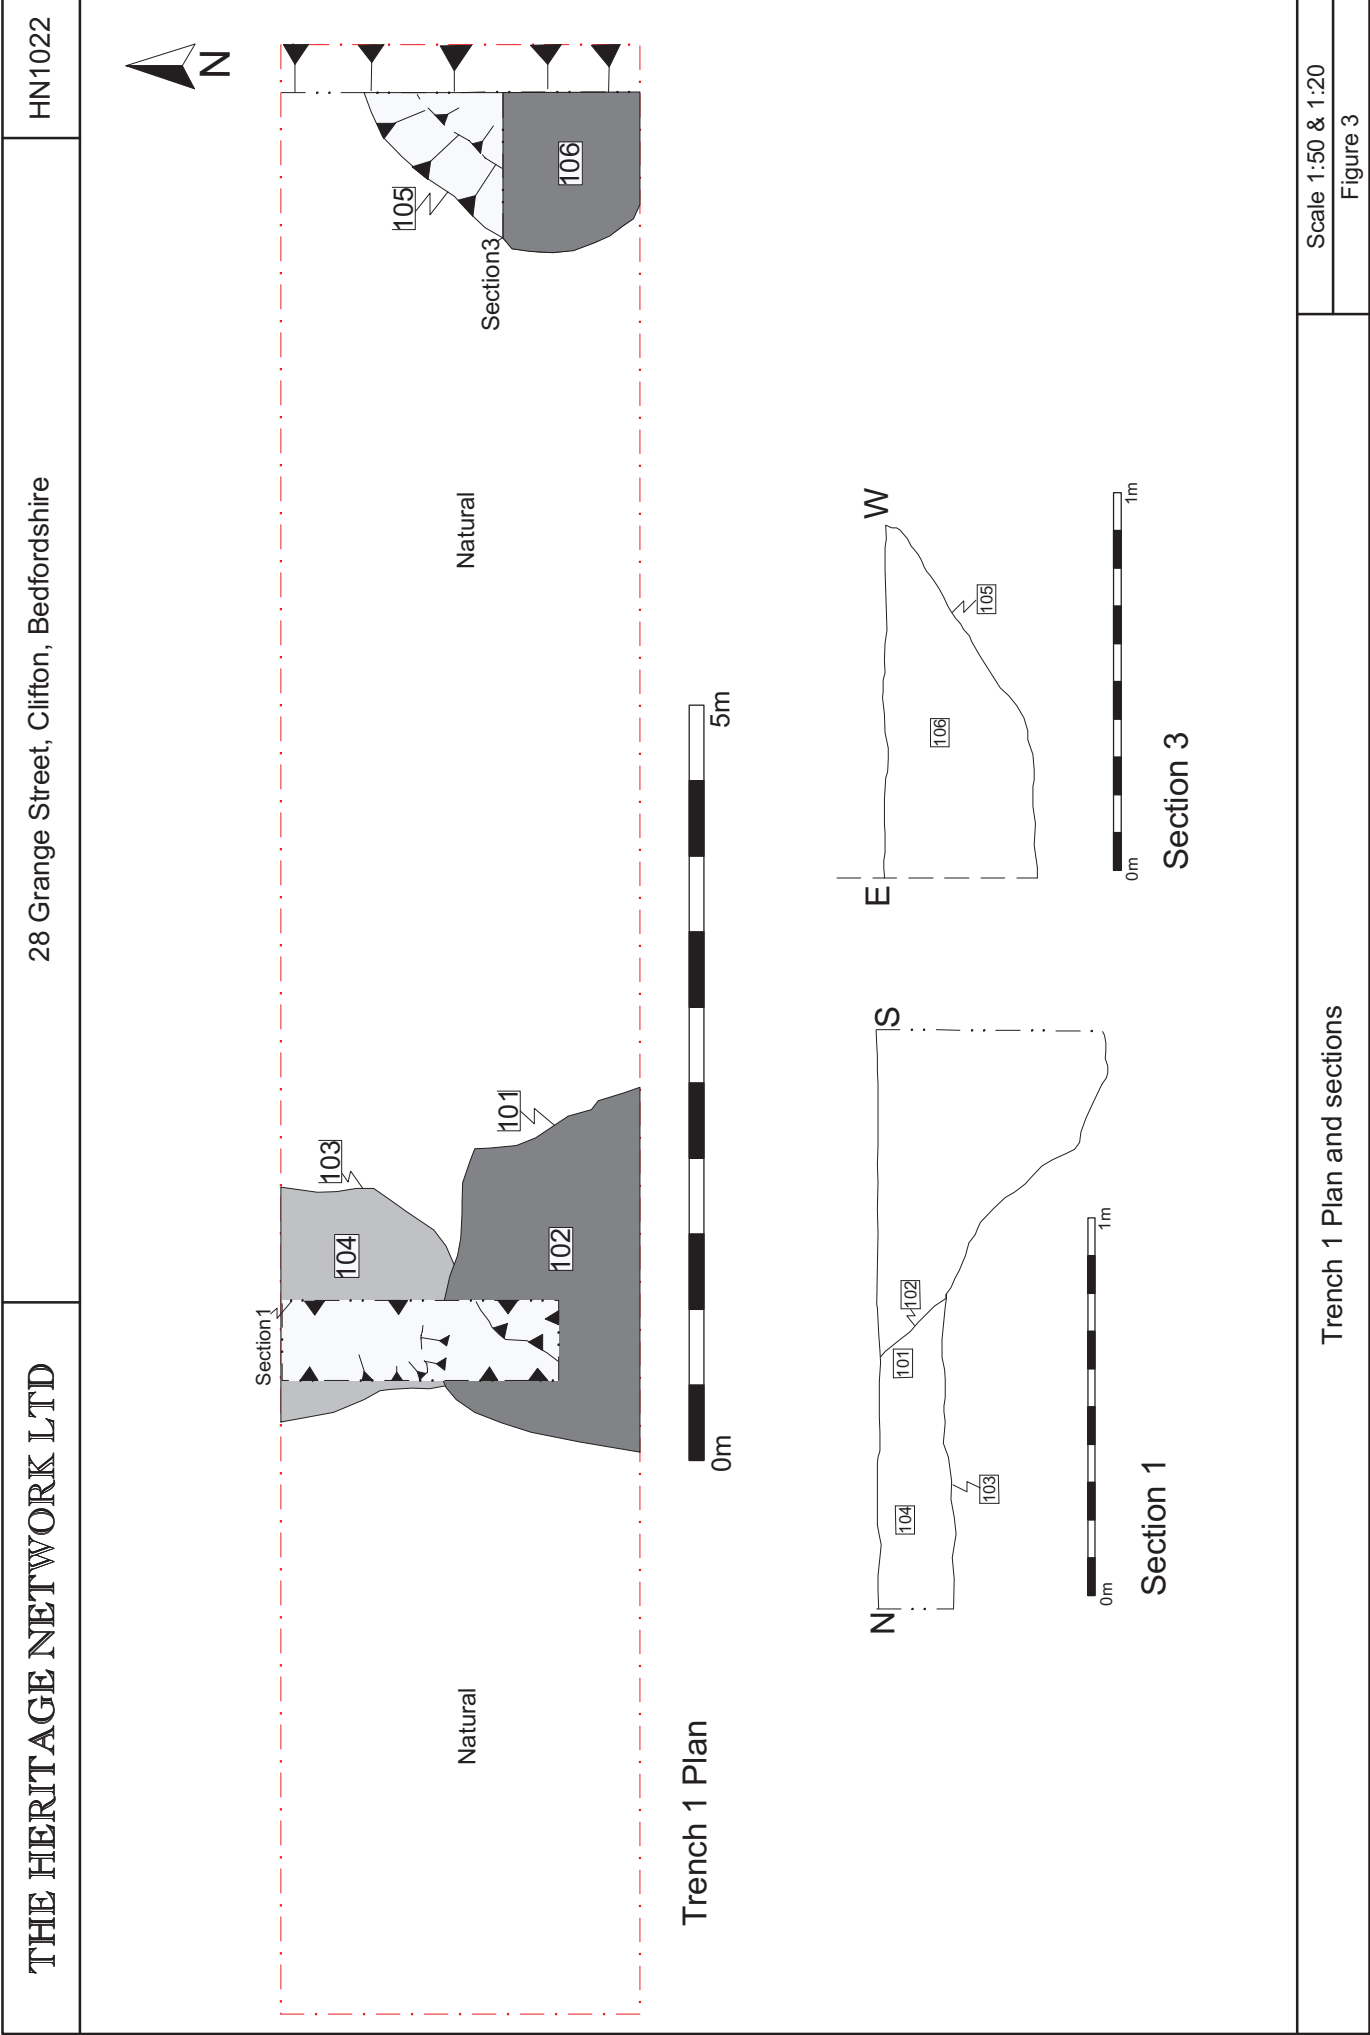 THE HERITAGE NETWORK LTD
28 Grange Street, Clifton, Bedfordshire
HN1022
N
Section1
103
104
101
102
105
106
Section3
Natural
Natural
0m
5m
Trench 1 Plan
N
S
104
101
102
103
0m
1m
Section 1
E
W
106
105
0m
1m
Section 3
Trench 1 Plan and sections
Scale 1:50 & 1:20
Figure 3